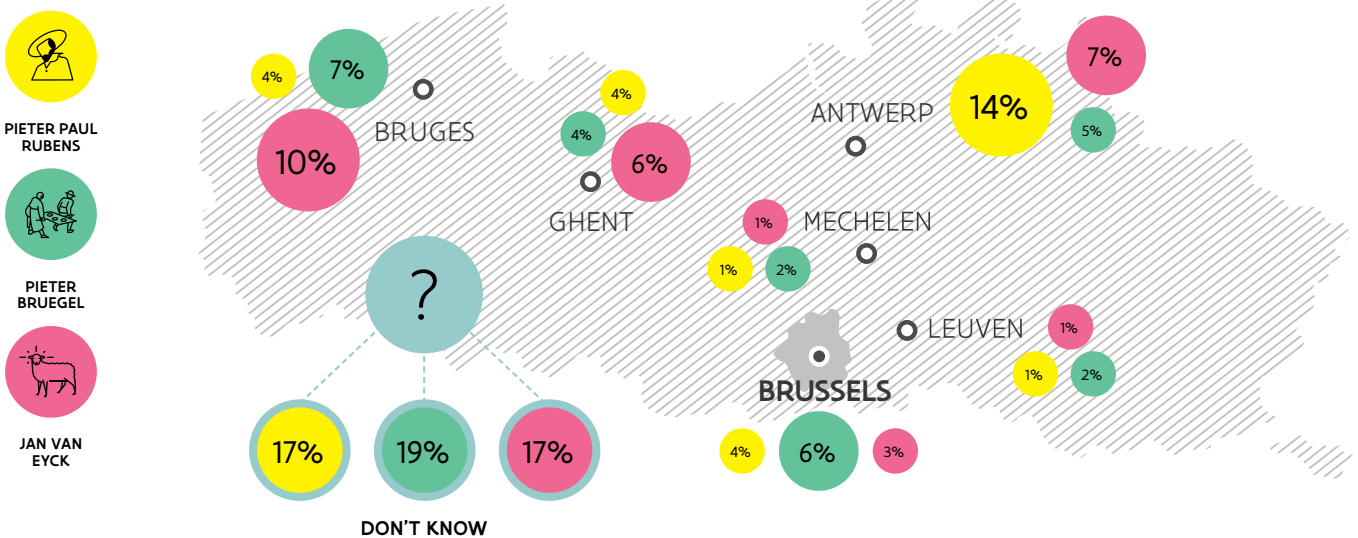 PIETER PAUL
RUBENS
PIETER
BRUEGEL
JAN VAN
EYCK
4%
7%
10%
BRUGES
4%
4%
6%
GHENT
ANTWERP
14%
7%
5%
1%
MECHELEN
1%
2%
LEUVEN
1%
1%
2%
BRUSSELS
4%
6%
3%
?
17%
19%
17%
DON'T KNOW